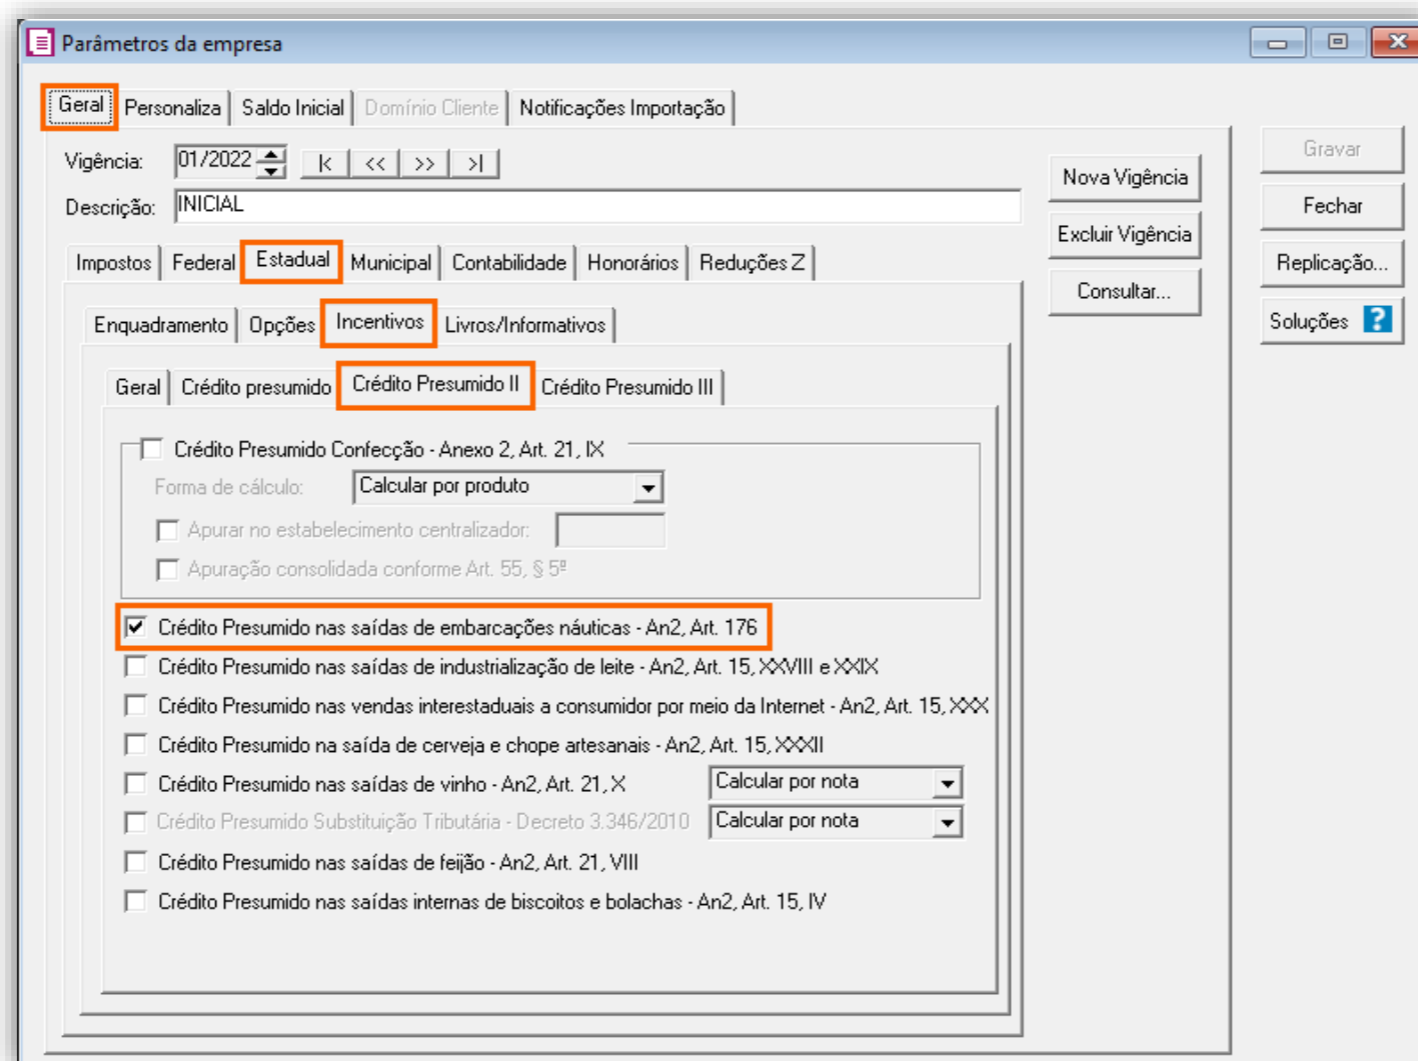 Parâmetros da empresa
Geral Personaliza Saldo Inicial Domínio Cliente Notificações Importação
Vigência: 01/2022 |< << >> >|
Descrição: INICIAL
Nova Vigência
Excluir Vigência
Consultar...
Gravar
Fechar
Replicação...
Soluções ?
Impostos Federal Estadual Municipal Contabilidade Honorários Reduções Z
Enquadramento Opções Incentivos Livros/Informativos
Geral Crédito presumido Crédito Presumido II Crédito Presumido III
Crédito Presumido Confecção - Anexo 2, Art. 21, IX
Forma de cálculo: Calcular por produto
Apurar no estabelecimento centralizador:
Apuração consolidada conforme Art. 55, § 5º
Crédito Presumido nas saídas de embarcações náuticas - An2, Art. 176
Crédito Presumido nas saídas de industrialização de leite - An2, Art. 15, XXVIII e XXIX
Crédito Presumido nas vendas interestaduais a consumidor por meio da Internet - An2, Art. 15, XXX
Crédito Presumido na saída de cerveja e chope artesanais - An2, Art. 15, XXXII
Crédito Presumido nas saídas de vinho - An2, Art. 21, X Calcular por nota
Crédito Presumido Substituição Tributária - Decreto 3.346/2010 Calcular por nota
Crédito Presumido nas saídas de feijão - An2, Art. 21, VIII
Crédito Presumido nas saídas internas de biscoitos e bolachas - An2, Art. 15, IV